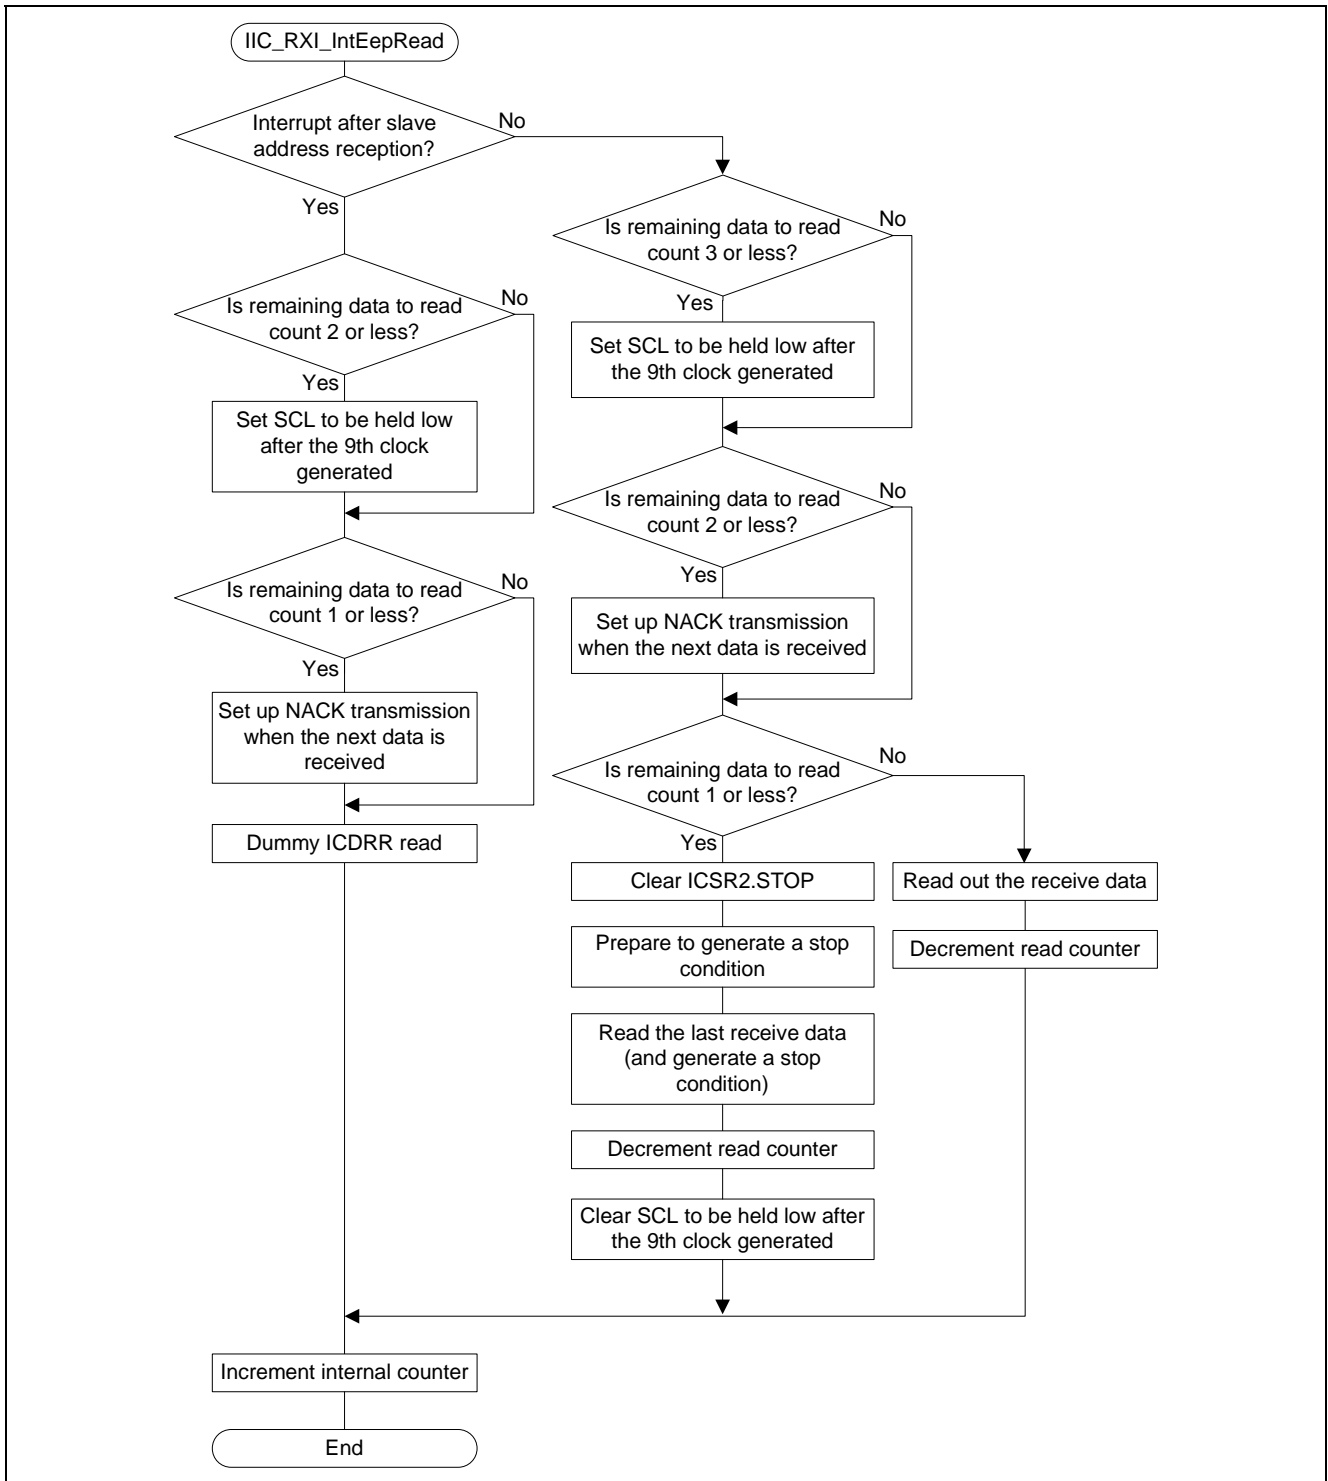 IIC_RXI_IntEepRead
Interrupt after slave
address reception?
No
Yes
Is remaining data to read
count 2 or less?
No
Yes
Set SCL to be held low
after the 9th clock
generated
Is remaining data to read
count 1 or less?
No
Yes
Set up NACK transmission
when the next data is
received
Dummy ICDRR read
Is remaining data to read
count 3 or less?
No
Yes
Set SCL to be held low after
the 9th clock generated
Is remaining data to read
count 2 or less?
No
Yes
Set up NACK transmission
when the next data is received
Is remaining data to read
count 1 or less?
No
Yes
Clear ICSR2.STOP
Prepare to generate a stop
condition
Read the last receive data
(and generate a stop
condition)
Decrement read counter
Clear SCL to be held low after
the 9th clock generated
Read out the receive data
Decrement read counter
Increment internal counter
End